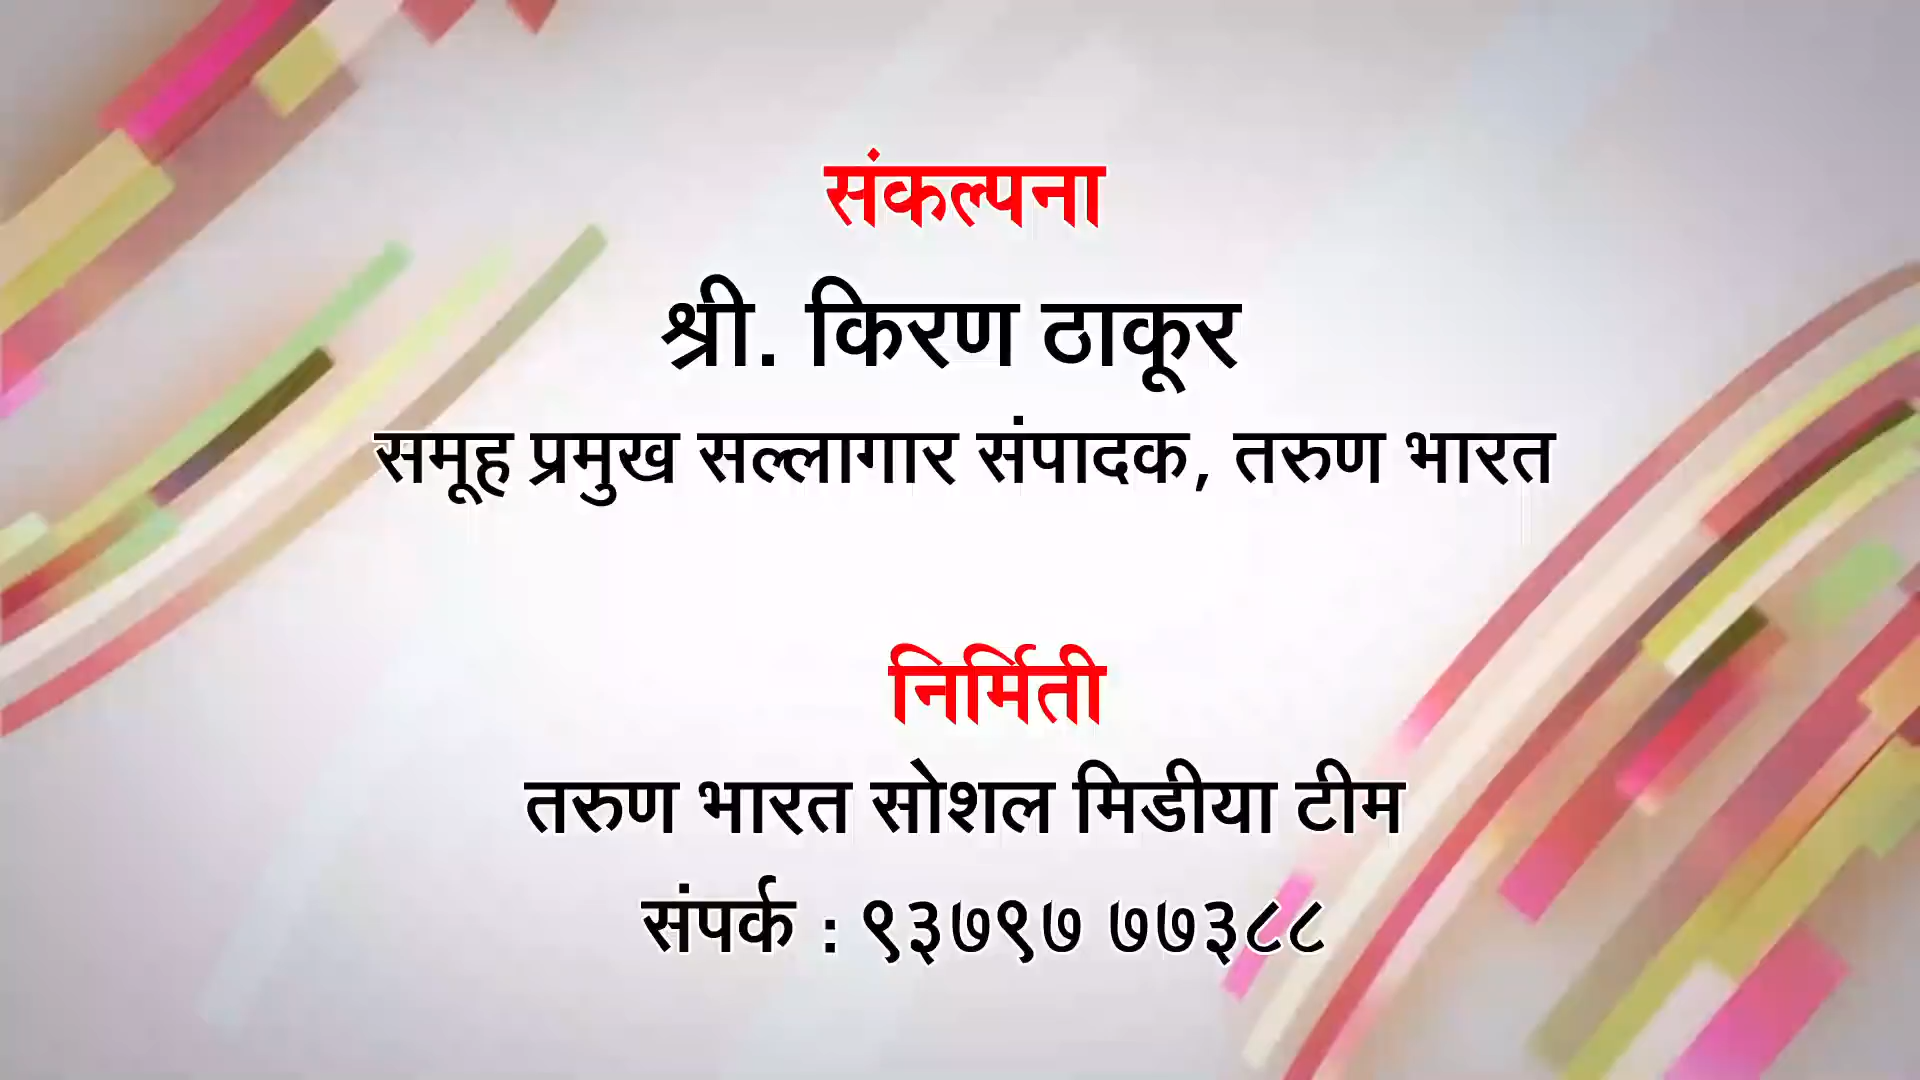 संकल्पना
श्री. किरण ठाकूर
समूह प्रमुख सल्लागार संपादक, तरुण भारत
निर्मिती
तरुण भारत सोशल मिडीया टीम
संपर्क : ९३७९७ ७७३८८